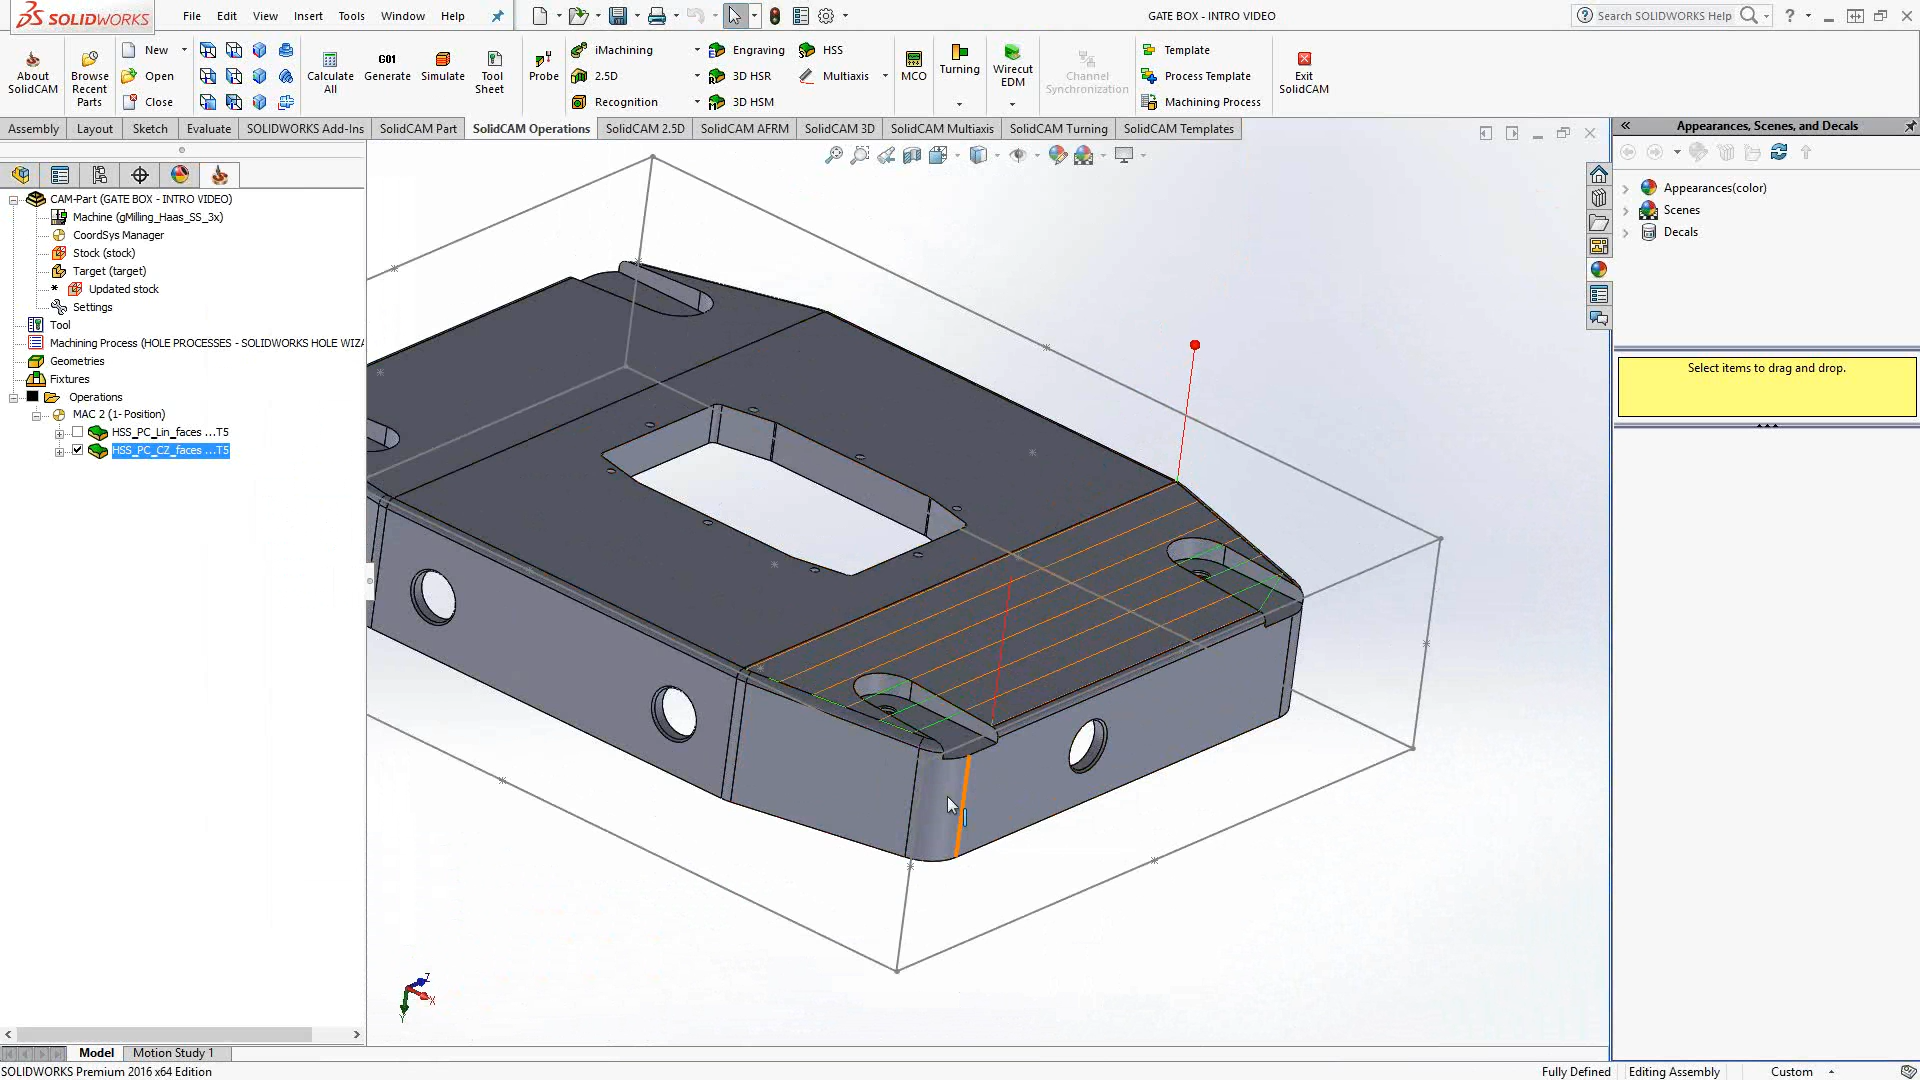 SOLIDWORKS
File Edit View Insert Tools Window Help
GATE BOX - INTRO VIDEO
Search SOLIDWORKS Help
About SolidCAM
Browse Recent Parts
New
Open
Close
Calculate All
G01
Generate
Simulate
Tool Sheet
Probe
iMachining
2.5D
Recognition
Engraving
3D HSR
3D HSM
HSS
Multiaxis
MCO
Turning
Wirecut EDM
Channel Synchronization
Template
Process Template
Machining Process
Exit SolidCAM
Assembly Layout Sketch Evaluate SOLIDWORKS Add-Ins SolidCAM Part SolidCAM Operations SolidCAM 2.5D SolidCAM AFRM SolidCAM 3D SolidCAM Multiaxis SolidCAM Turning SolidCAM Templates
CAM-Part (GATE BOX - INTRO VIDEO)
Machine (gMilling_Haas_SS_3x)
CoordSys Manager
Stock (stock)
Target (target)
* Updated stock
Settings
Tool
Machining Process (HOLE PROCESSES - SOLIDWORKS HOLE WIZA
Geometries
Fixtures
Operations
MAC 2 (1- Position)
HSS_PC_Lin_faces ...T5
HSS_PC_CZ_faces ...T5
Appearances, Scenes, and Decals
Appearances(color)
Scenes
Decals
Select items to drag and drop.
Z
X
Y
Model Motion Study 1
SOLIDWORKS Premium 2016 x64 Edition
Fully Defined Editing Assembly Custom